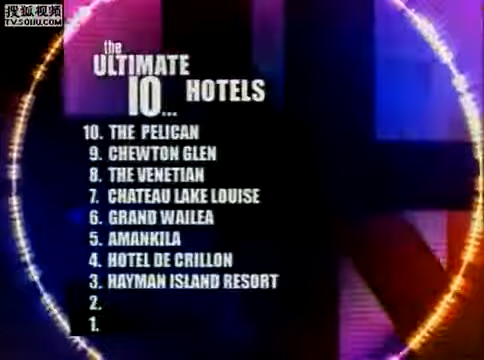 搜狐视频
TV.SOHU.COM
the
ULTIMATE
10... HOTELS
10. THE PELICAN
9. CHEWTON GLEN
8. THE VENETIAN
7. CHATEAU LAKE LOUISE
6. GRAND WAILEA
5. AMANKILA
4. HOTEL DE CRILLON
3. HAYMAN ISLAND RESORT
2.
1.